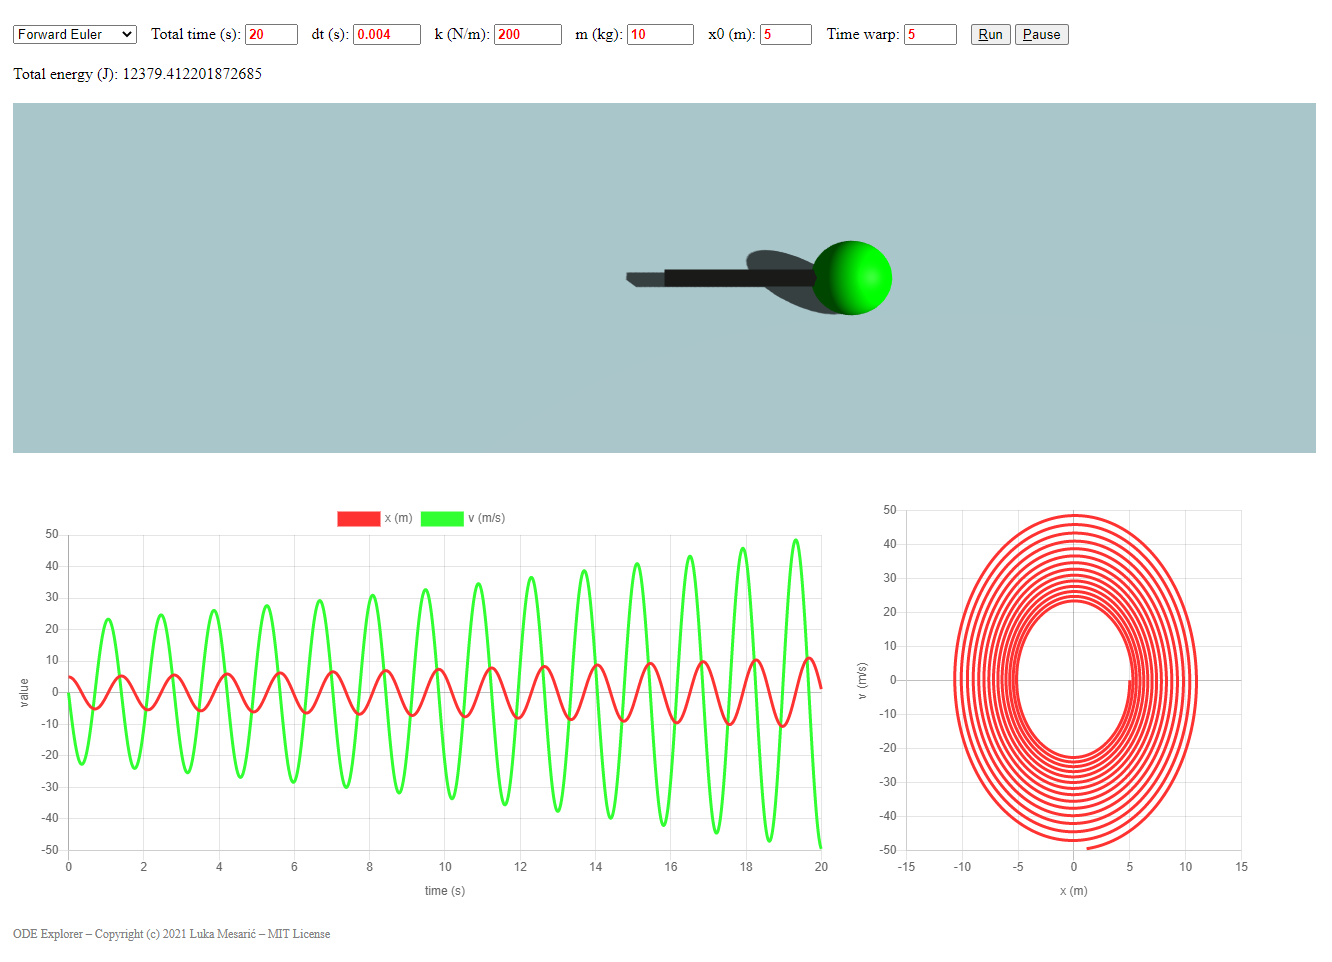 Forward Euler Total time (s): 20 dt (s): 0.004 k (N/m): 200 m (kg): 10 x0 (m): 5 Time warp: 5 Run Pause
Total energy (J): 12379.412201872685
x (m) v (m/s)
50
40
30
20
10
0
-10
-20
-30
-40
-50
value
0 2 4 6 8 10 12 14 16 18 20
time (s)
50
40
30
20
10
0
-10
-20
-30
-40
-50
v (m/s)
-15 -10 -5 0 5 10 15
x (m)
ODE Explorer – Copyright (c) 2021 Luka Mesarić – MIT License